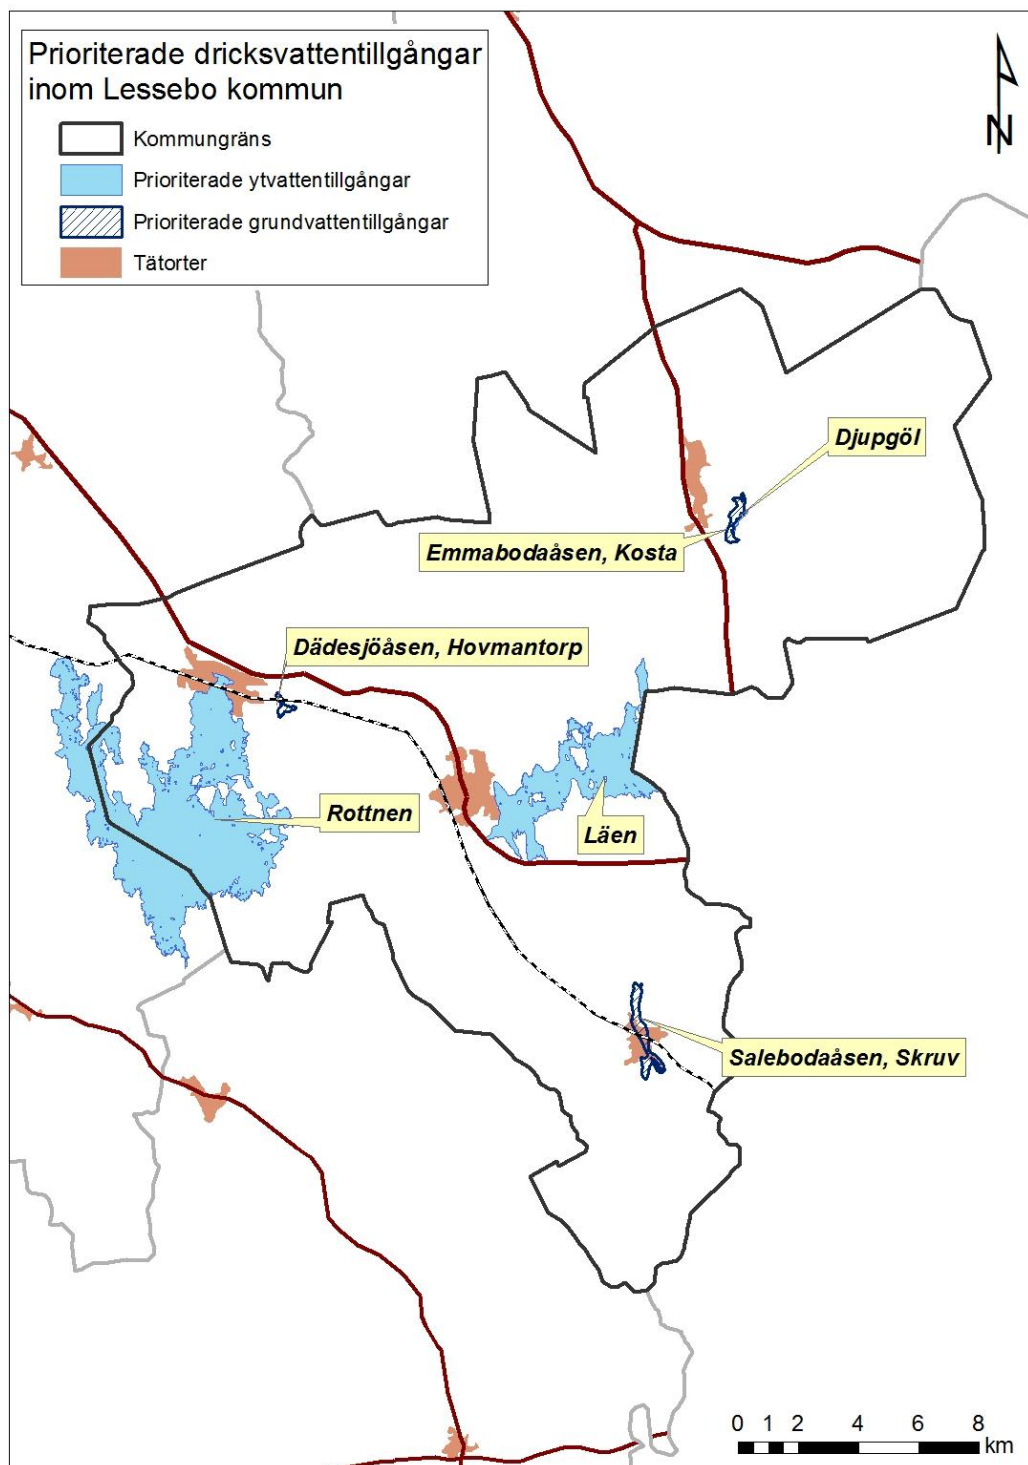 Prioriterade dricksvattentillgångar
inom Lessebo kommun
Kommungräns
Prioriterade ytvattentillgångar
Prioriterade grundvattentillgångar
Tätorter
N
Djupgöl
Emmabodaåsen, Kosta
Dädesjöåsen, Hovmantorp
Rottnen
Läen
Salebodaåsen, Skruv
0 1 2 4 6 8
km